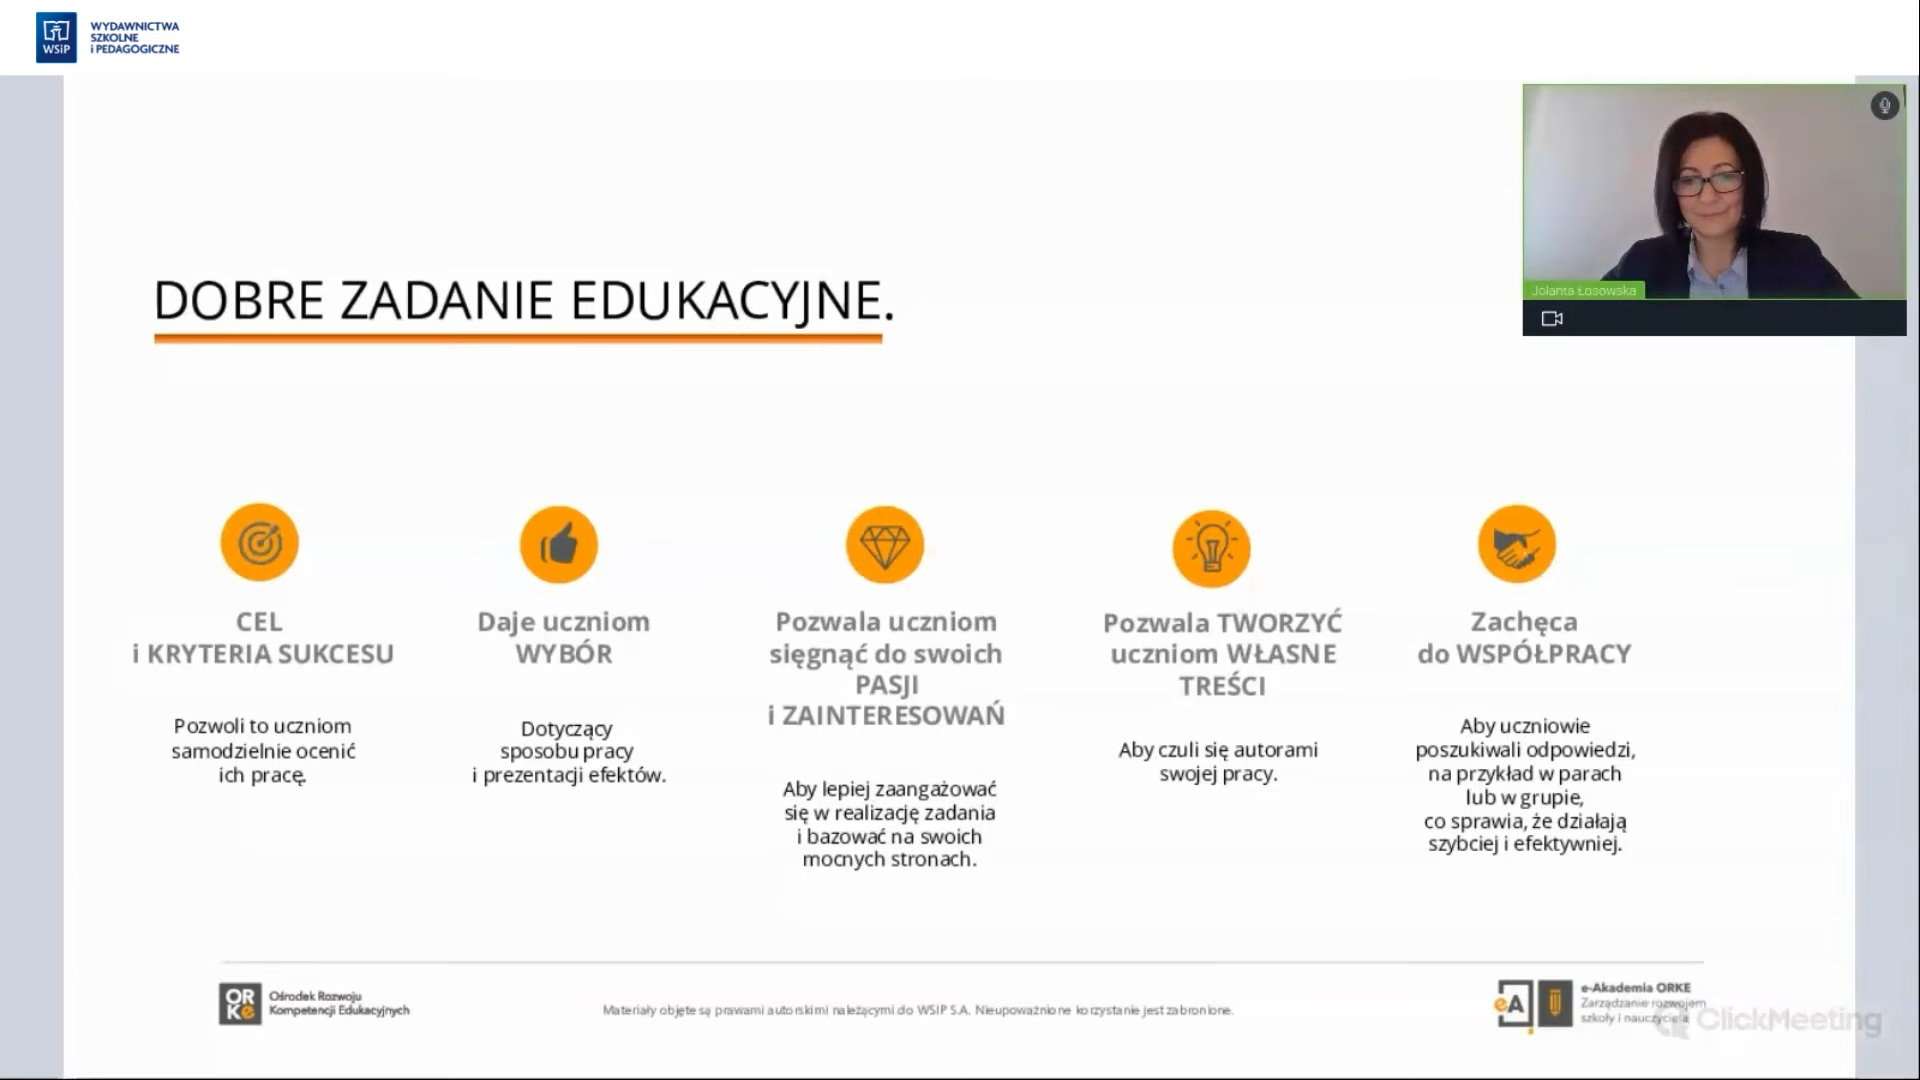 WSiP
WYDAWNICTWA
SZKOLNE
i PEDAGOGICZNE
Jolanta Łosowska
DOBRE ZADANIE EDUKACYJNE.
CEL
i KRYTERIA SUKCESU
Pozwoli to uczniom
samodzielnie ocenić
ich pracę.
Daje uczniom
WYBÓR
Dotyczący
sposobu pracy
i prezentacji efektów.
Pozwala uczniom
sięgnąć do swoich
PASJI
i ZAINTERESOWAŃ
Aby lepiej zaangażować
się w realizację zadania
i bazować na swoich
mocnych stronach.
Pozwala TWORZYĆ
uczniom WŁASNE
TREŚCI
Aby czuli się autorami
swojej pracy.
Zachęca
do WSPÓŁPRACY
Aby uczniowie
poszukiwali odpowiedzi,
na przykład w parach
lub w grupie,
co sprawia, że działają
szybciej i efektywniej.
ORKe
Ośrodek Rozwoju
Kompetencji Edukacyjnych
Materiały objęte są prawami autorskimi należącymi do WSIP S.A. Nieupoważnione korzystanie jest zabronione.
eA
e-Akademia ORKE
Zarządzanie rozwojem
szkoły i nauczyciela
ClickMeeting